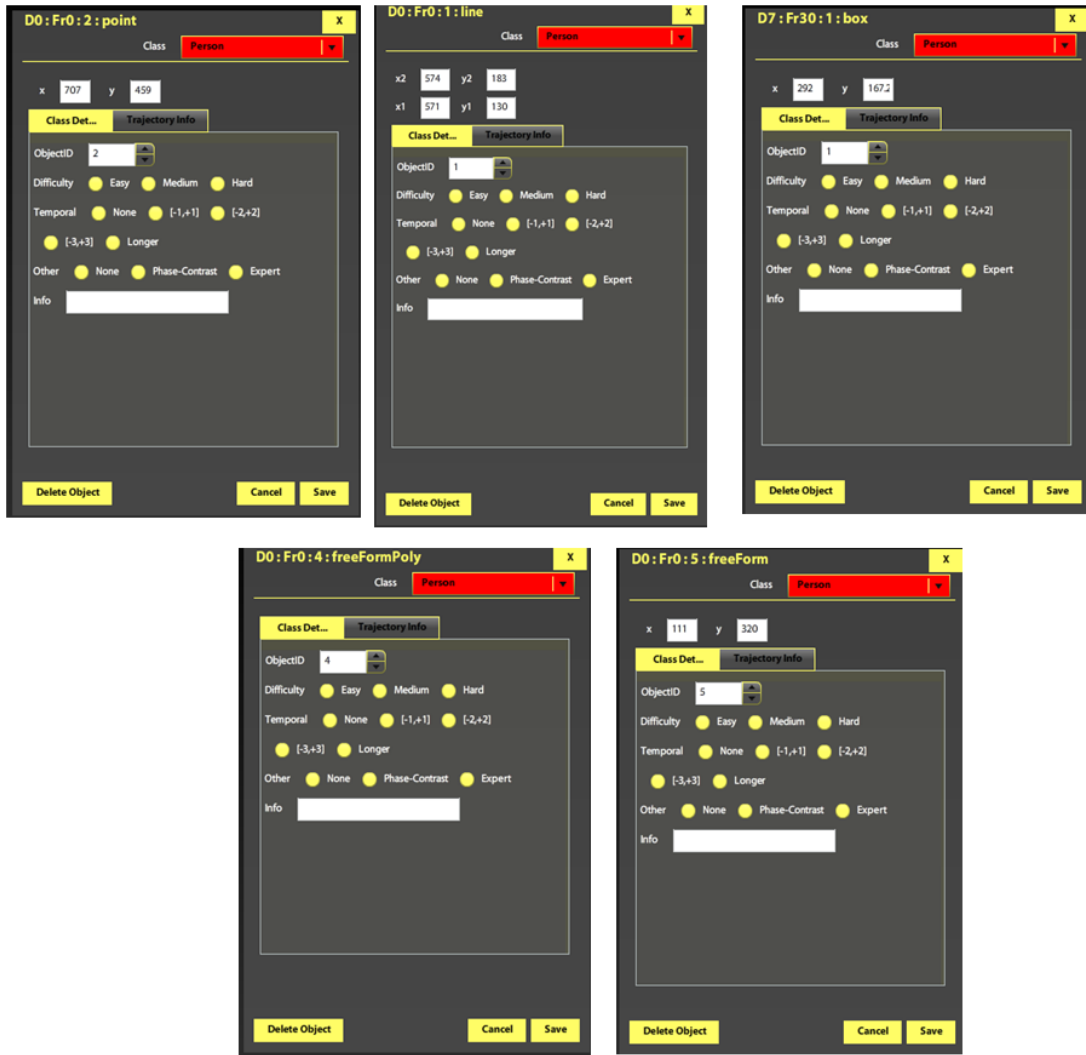 D0 : Fr0 : 2 : point X
Class Person
x 707 y 459
Class Det... Trajectory Info
ObjectID 2
Difficulty Easy Medium Hard
Temporal None [-1,+1] [-2,+2]
[-3,+3] Longer
Other None Phase-Contrast Expert
Info
Delete Object Cancel Save
D0 : Fr0 : 1 : line X
Class Person
x2 574 y2 183
x1 571 y1 130
Class Det... Trajectory Info
ObjectID 1
Difficulty Easy Medium Hard
Temporal None [-1,+1] [-2,+2]
[-3,+3] Longer
Other None Phase-Contrast Expert
Info
Delete Object Cancel Save
D7 : Fr30 : 1 : box X
Class Person
x 292 y 167.2
Class Det... Trajectory Info
ObjectID 1
Difficulty Easy Medium Hard
Temporal None [-1,+1] [-2,+2]
[-3,+3] Longer
Other None Phase-Contrast Expert
Info
Delete Object Cancel Save
D0 : Fr0 : 4 : freeFormPoly X
Class Person
Class Det... Trajectory Info
ObjectID 4
Difficulty Easy Medium Hard
Temporal None [-1,+1] [-2,+2]
[-3,+3] Longer
Other None Phase-Contrast Expert
Info
Delete Object Cancel Save
D0 : Fr0 : 5 : freeForm X
Class Person
x 111 y 320
Class Det... Trajectory Info
ObjectID 5
Difficulty Easy Medium Hard
Temporal None [-1,+1] [-2,+2]
[-3,+3] Longer
Other None Phase-Contrast Expert
Info
Delete Object Cancel Save